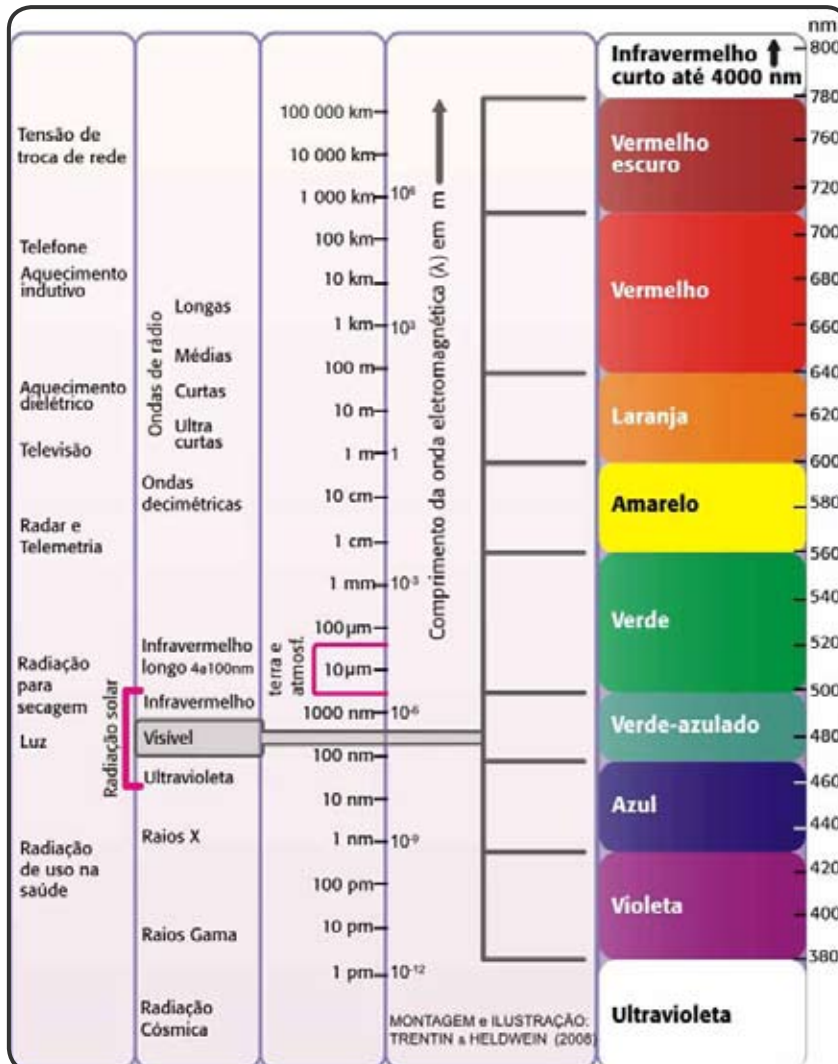 Tensão de
troca de rede
Telefone
Aquecimento
indutivo
Aquecimento
dielétrico
Televisão
Radar e
Telemetria
Radiação
para
secagem
Luz
Radiação
de uso na
saúde
Radiação solar
Ondas de rádio
Longas
Médias
Curtas
Ultra
curtas
Ondas
decimétricas
Infravermelho
longo 4a100nm
Infravermelho
Visível
Ultravioleta
Raios X
Raios Gama
Radiação
Cósmica
terra e
atmosf.
100 000 km
10 000 km
1 000 km
100 km
10 km
1 km
100 m
10 m
1 m
10 cm
1 cm
1 mm
100µm
10µm
1000 nm
100 nm
10 nm
1 nm
100 pm
10 pm
1 pm
10⁶
10³
1
10⁻³
10⁻⁶
10⁻⁹
10⁻¹²
Comprimento da onda eletromagnética (λ) em m
MONTAGEM e ILUSTRAÇÃO:
TRENTIN & HELDWEIN (2008)
Infravermelho
curto até 4000 nm
Vermelho
escuro
Vermelho
Laranja
Amarelo
Verde
Verde-azulado
Azul
Violeta
Ultravioleta
nm
800
780
760
720
700
680
660
640
620
600
580
560
540
520
500
480
460
440
420
400
380